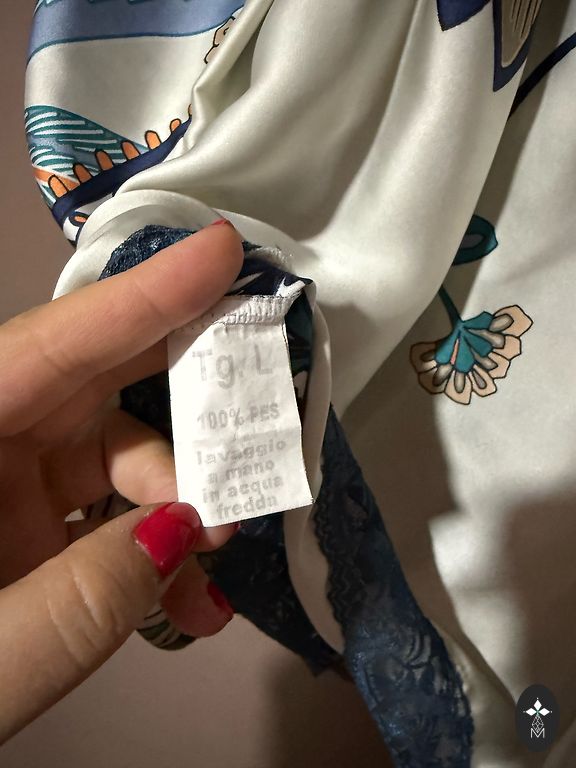 Tg. L
100% PES
lavaggio
a mano
in acqua
fredda
M